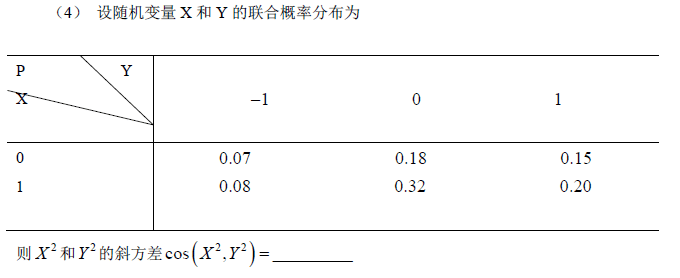 （4） 设随机变量 X 和 Y 的联合概率分布为
P Y
X −1 0 1
0 0.07 0.18 0.15
1 0.08 0.32 0.20
则 X² 和 Y² 的斜方差 cos(X²,Y²)=________